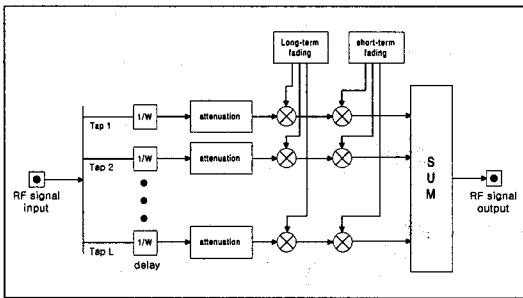 Long-term
fading
short-term
fading
Tap 1
1/W
attenuation
Tap 2
1/W
attenuation
RF signal
input
Tap L
1/W
attenuation
delay
SUM
RF signal
output